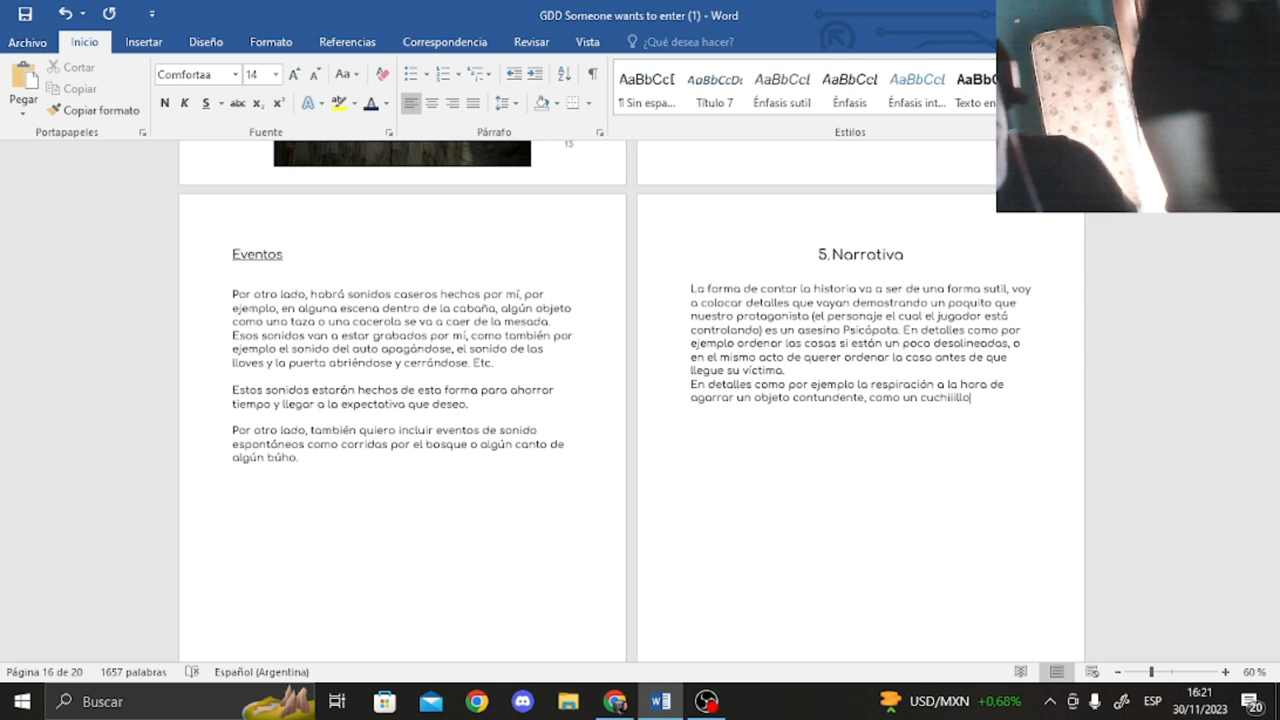 GDD Someone wants to enter (1) - Word
Archivo Inicio Insertar Diseño Formato Referencias Correspondencia Revisar Vista ¿Qué desea hacer?
Pegar
Cortar
Copiar
Copiar formato
Portapapeles
Comfortaa 14
Fuente
Párrafo
AaBbCcD AaBbCcDc AaBbCcL AaBbCcL AaBbCcL AaBbC
¶ Sin espa... Título 7 Énfasis sutil Énfasis Énfasis int... Texto en
Estilos
13
Eventos
Por otro lado, habrá sonidos caseros hechos por mí, por
ejemplo, en alguna escena dentro de la cabaña, algún objeto
como una taza o una cacerola se va a caer de la mesada.
Esos sonidos van a estar grabados por mí, como también por
ejemplo el sonido del auto apagándose, el sonido de las
llaves y la puerta abriéndose y cerrándose. Etc.
Estos sonidos estarán hechos de esta forma para ahorrar
tiempo y llegar a la expectativa que deseo.
Por otro lado, también quiero incluir eventos de sonido
espontáneos como corridas por el bosque o algún canto de
algún búho.
5. Narrativa
La forma de contar la historia va a ser de una forma sutil, voy
a colocar detalles que vayan demostrando un poquito que
nuestro protagonista (el personaje el cual el jugador está
controlando) es un asesino Psicópata. En detalles como por
ejemplo ordenar las cosas si están un poco desalineadas, o
en el mismo acto de querer ordenar la casa antes de que
llegue su víctima.
En detalles como por ejemplo la respiración a la hora de
agarrar un objeto contundente, como un cuchiiillo
Página 16 de 20 1657 palabras Español (Argentina) 60 %
Buscar USD/MXN +0,68% ESP 16:21
30/11/2023 20